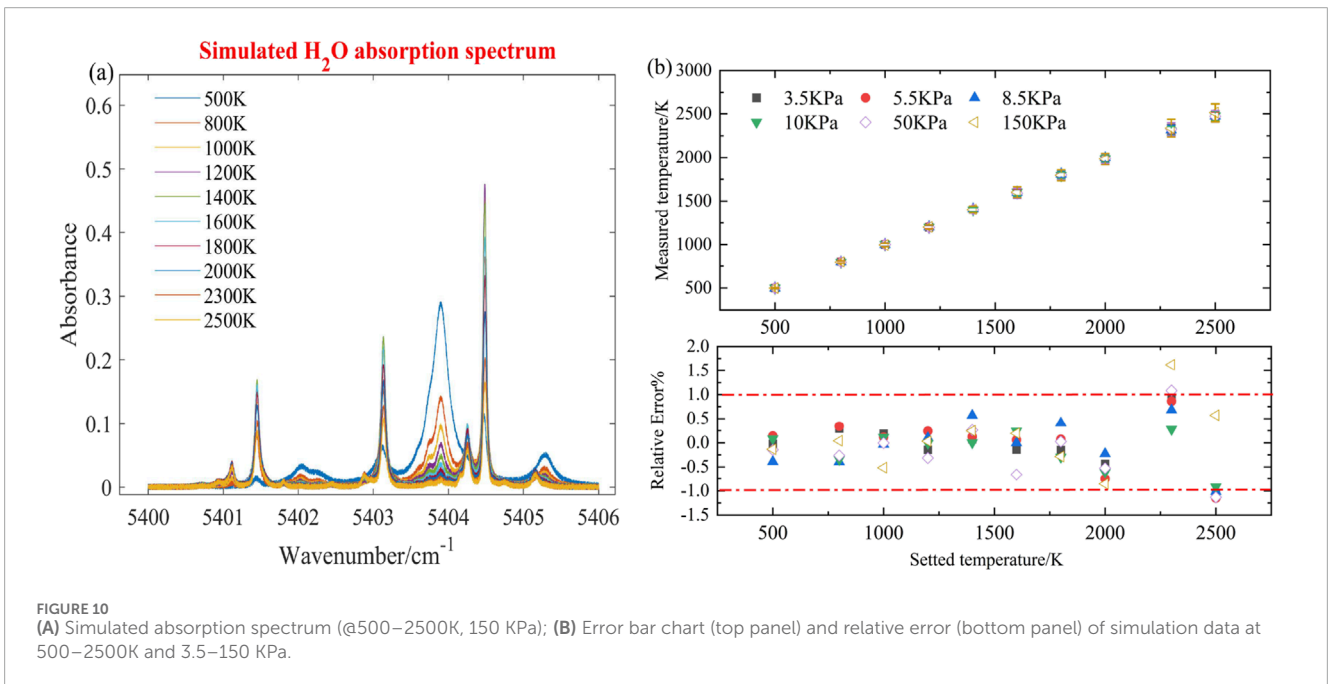 Simulated H2O absorption spectrum
(a)
0.6
0.5
0.4
0.3
0.2
0.1
0
Absorbance
500K
800K
1000K
1200K
1400K
1600K
1800K
2000K
2300K
2500K
5400 5401 5402 5403 5404 5405 5406
Wavenumber/cm-1
(b)
3000
2500
2000
1500
1000
500
Measured temperature/K
3.5KPa 5.5KPa 8.5KPa
10KPa 50KPa 150KPa
500 1000 1500 2000 2500
2.0
1.5
1.0
0.5
0.0
-0.5
-1.0
-1.5
Relative Error%
500 1000 1500 2000 2500
Setted temperature/K
FIGURE 10
(A) Simulated absorption spectrum (@500–2500K, 150 KPa); (B) Error bar chart (top panel) and relative error (bottom panel) of simulation data at
500–2500K and 3.5–150 KPa.